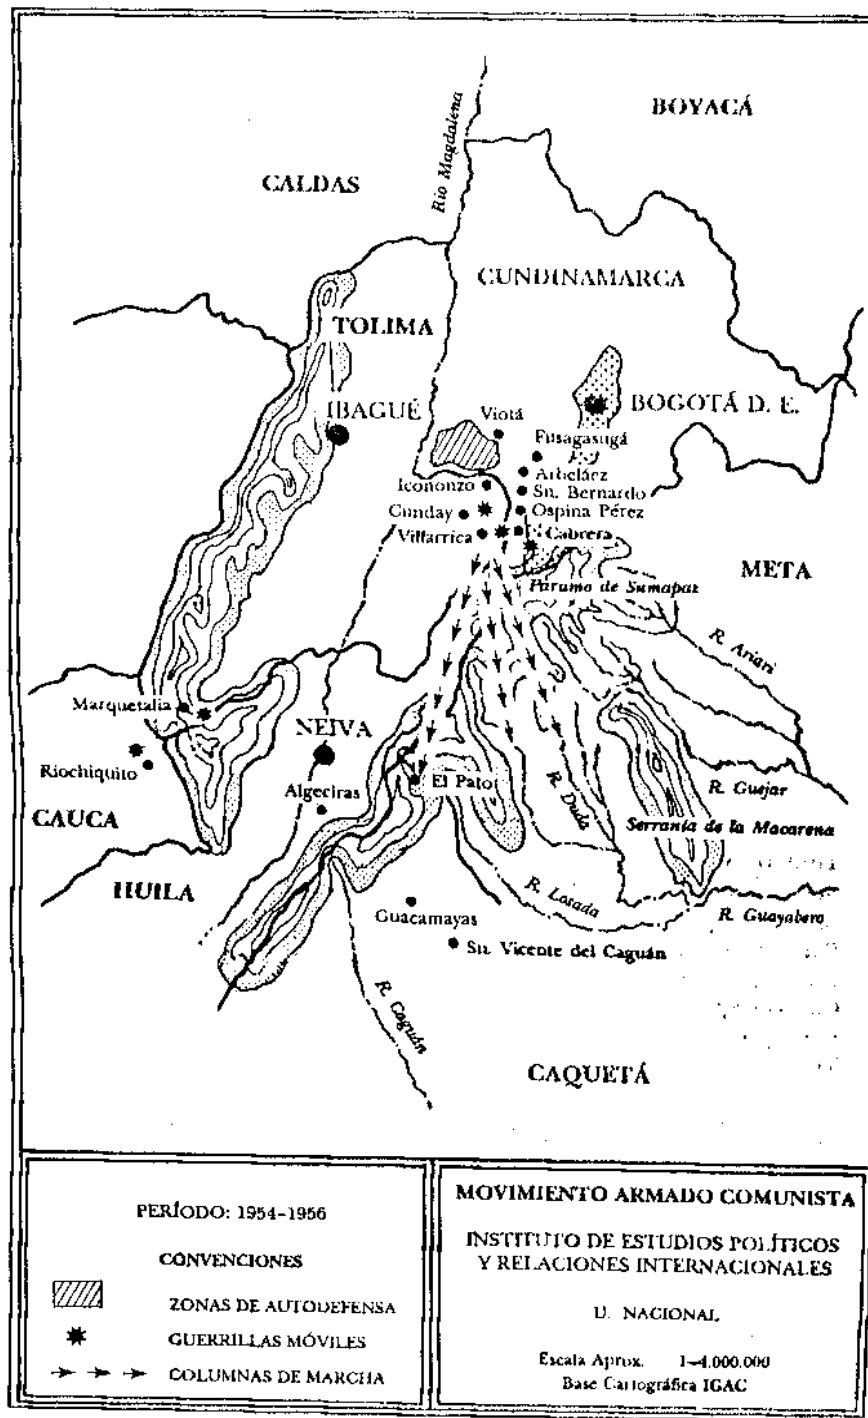 BOYACÁ
Río Magdalena
CALDAS
CUNDINAMARCA
TOLIMA
IBAGUÉ
BOGOTÁ D. E.
Viotá
Fusagasugá
Arbeláez
Icononzo
Sn. Bernardo
Cunday
Ospina Pérez
Villarrica
Cabrera
META
Páramo de Sumapaz
R. Ariari
Marquetalia
NEIVA
Riochiquito
El Pato
R. Guejar
Algeciras
R. Duda
CAUCA
Serranía de la Macarena
HUILA
R. Losada
R. Guayabero
Guacamayas
Sn. Vicente del Caguán
R. Caguán
CAQUETÁ
PERÍODO: 1954-1956
CONVENCIONES
ZONAS DE AUTODEFENSA
GUERRILLAS MÓVILES
COLUMNAS DE MARCHA
MOVIMIENTO ARMADO COMUNISTA
INSTITUTO DE ESTUDIOS POLÍTICOS
Y RELACIONES INTERNACIONALES
U. NACIONAL
Escala Aprox. 1-4.000.000
Base Cartográfica IGAC